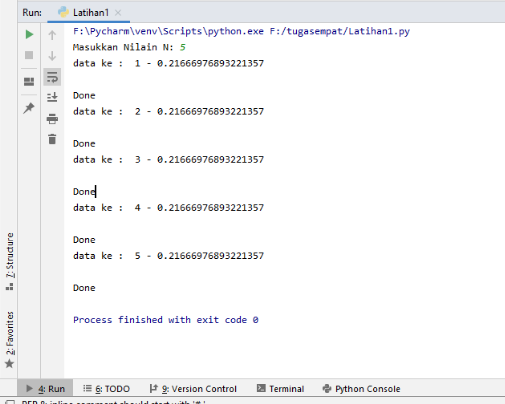 Run: Latihan1 ×
F:\Pycharm\venv\Scripts\python.exe F:/tugasempat/Latihan1.py
Masukkan Nilain N: 5
data ke :  1 - 0.21666976893221357
Done
data ke :  2 - 0.21666976893221357
Done
data ke :  3 - 0.21666976893221357
Done
data ke :  4 - 0.21666976893221357
Done
data ke :  5 - 0.21666976893221357
Done
Process finished with exit code 0
7: Structure
2: Favorites
4: Run 6: TODO 9: Version Control Terminal Python Console
PEP 8: inline comment should start with '# '